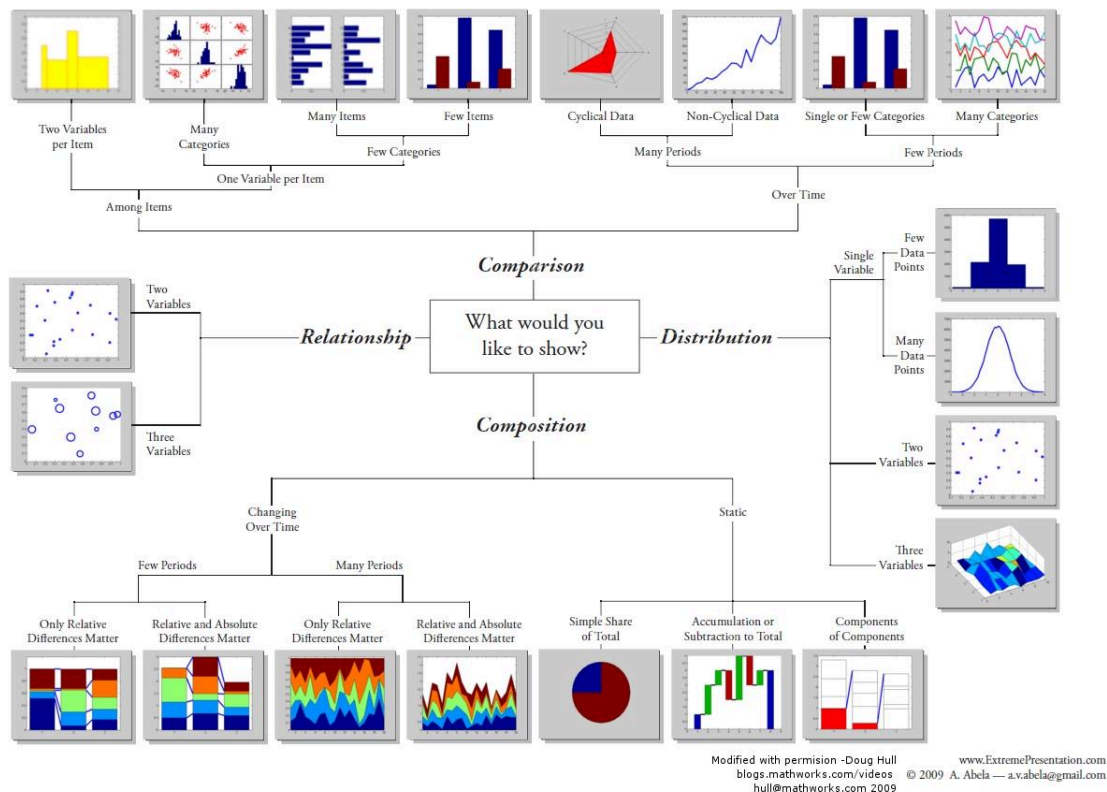 Two Variables
per Item
Many
Categories
Many Items
Few Items
Cyclical Data
Non-Cyclical Data
Single or Few Categories
Many Categories
Few Categories
Many Periods
Few Periods
One Variable per Item
Over Time
Among Items
Comparison
Few
Data
Points
Single
Variable
Two
Variables
What would you
like to show?
Relationship
Distribution
Many
Data
Points
Composition
Three
Variables
Two
Variables
Changing
Over Time
Static
Three
Variables
Few Periods
Many Periods
Only Relative
Differences Matter
Relative and Absolute
Differences Matter
Only Relative
Differences Matter
Relative and Absolute
Differences Matter
Simple Share
of Total
Accumulation or
Subtraction to Total
Components
of Components
Modified with permision -Doug Hull
blogs.mathworks.com/videos
hull@mathworks.com 2009
www.ExtremePresentation.com
© 2009 A. Abela — a.v.abela@gmail.com